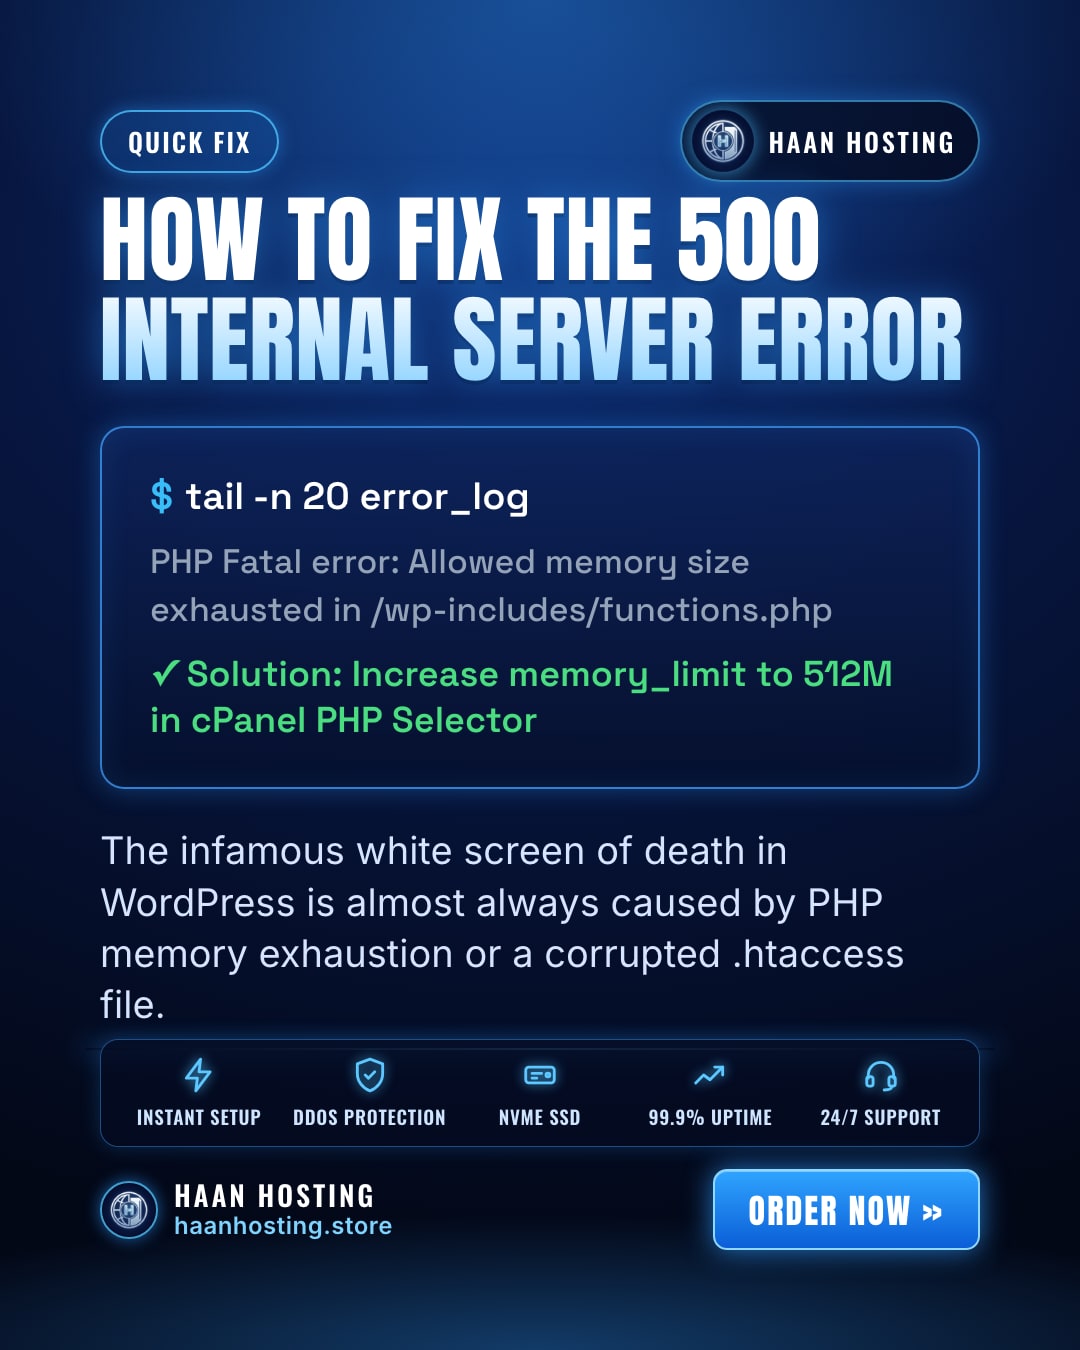 QUICK FIX
HAAN HOSTING
HOW TO FIX THE 500
INTERNAL SERVER ERROR
$ tail -n 20 error_log
PHP Fatal error: Allowed memory size
exhausted in /wp-includes/functions.php
✓ Solution: Increase memory_limit to 512M
in cPanel PHP Selector
The infamous white screen of death in
WordPress is almost always caused by PHP
memory exhaustion or a corrupted .htaccess
file.
INSTANT SETUP DDOS PROTECTION NVME SSD 99.9% UPTIME 24/7 SUPPORT
HAAN HOSTING
haanhosting.store
ORDER NOW »